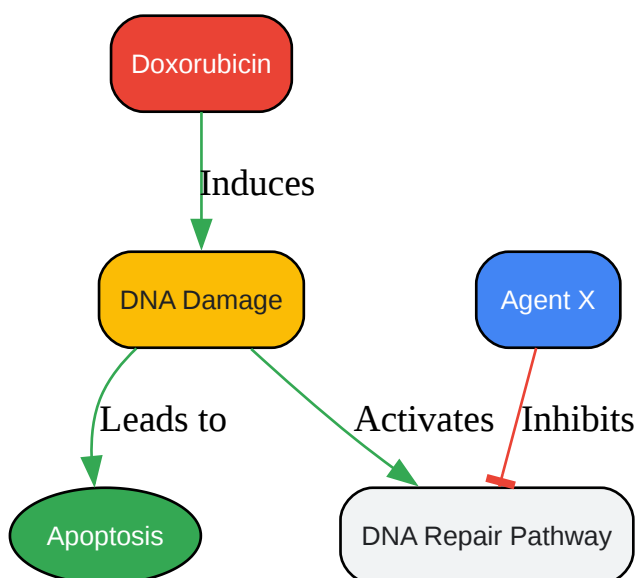 Doxorubicin
Induces
DNA Damage
Agent X
Leads to
Activates
Inhibits
Apoptosis
DNA Repair Pathway